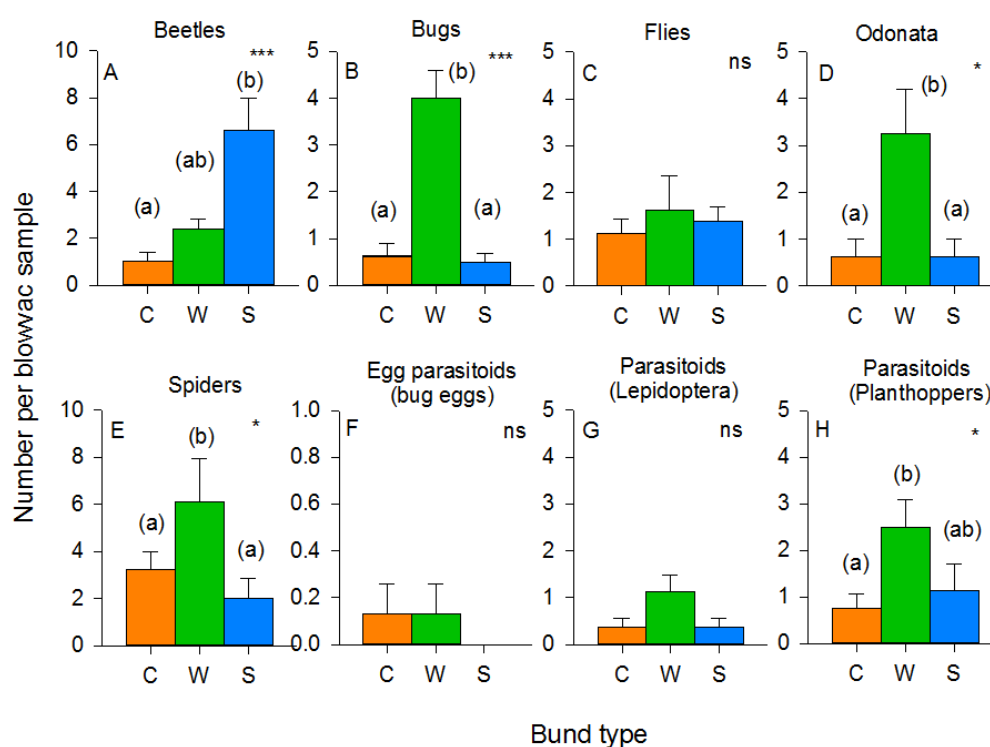 Beetles
Bugs
Flies
Odonata
10
8
6
4
2
0
A
***
(a)
(ab)
(b)
C W S
5
4
3
2
1
0
B
***
(a)
(b)
(a)
C W S
5
4
3
2
1
0
C
ns
C W S
5
4
3
2
1
0
D
*
(a)
(b)
(a)
C W S
Number per blowvac sample
Spiders
10
8
6
4
2
0
E
*
(a)
(b)
(a)
C W S
Egg parasitoids
(bug eggs)
1.0
0.8
0.6
0.4
0.2
0.0
F
ns
C W S
Parasitoids
(Lepidoptera)
5
4
3
2
1
0
G
ns
C W S
Parasitoids
(Planthoppers)
5
4
3
2
1
0
H
*
(a)
(b)
(ab)
C W S
Bund type